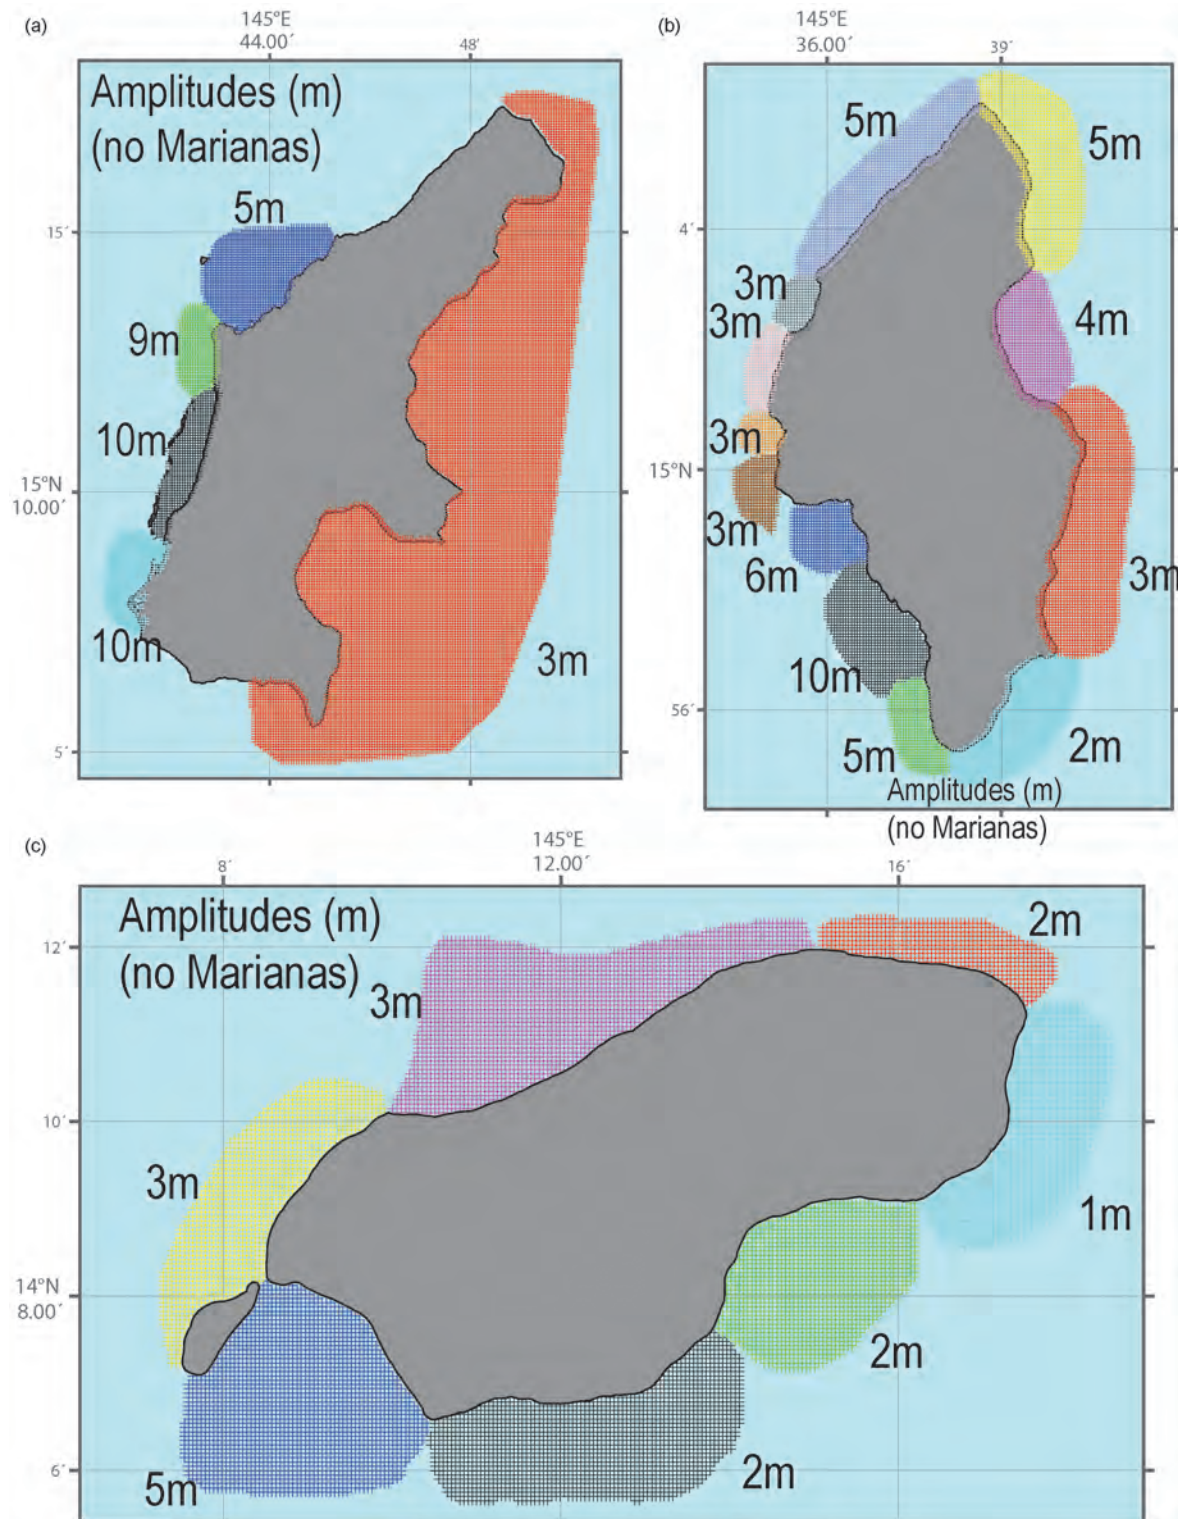 (a)
145°E
44.00´
48´
Amplitudes (m)
(no Marianas)
5m
15´
9m
10m
15°N
10.00´
10m
3m
5´
(b)
145°E
36.00´
39´
5m
5m
4´
3m
3m
4m
3m
15°N
3m
6m
3m
10m
56´
5m
2m
Amplitudes (m)
(no Marianas)
(c)
145°E
12.00´
8´
16´
Amplitudes (m)
(no Marianas)
2m
12´
3m
10´
3m
1m
14°N
8.00´
2m
6´
5m
2m